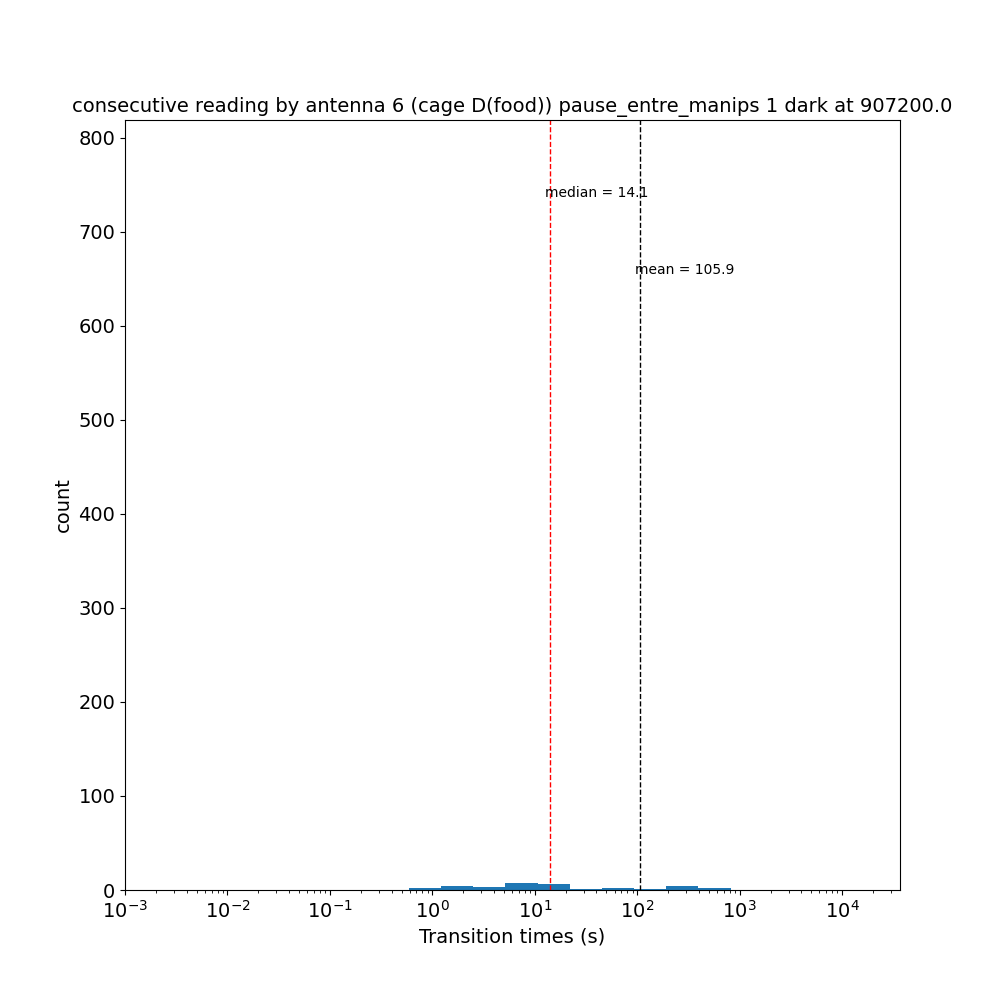 consecutive reading by antenna 6 (cage D(food)) pause_entre_manips 1 dark at 907200.0
800
median = 14.1
700
mean = 105.9
600
500
count
400
300
200
100
0
10⁻³ 10⁻² 10⁻¹ 10⁰ 10¹ 10² 10³ 10⁴
Transition times (s)